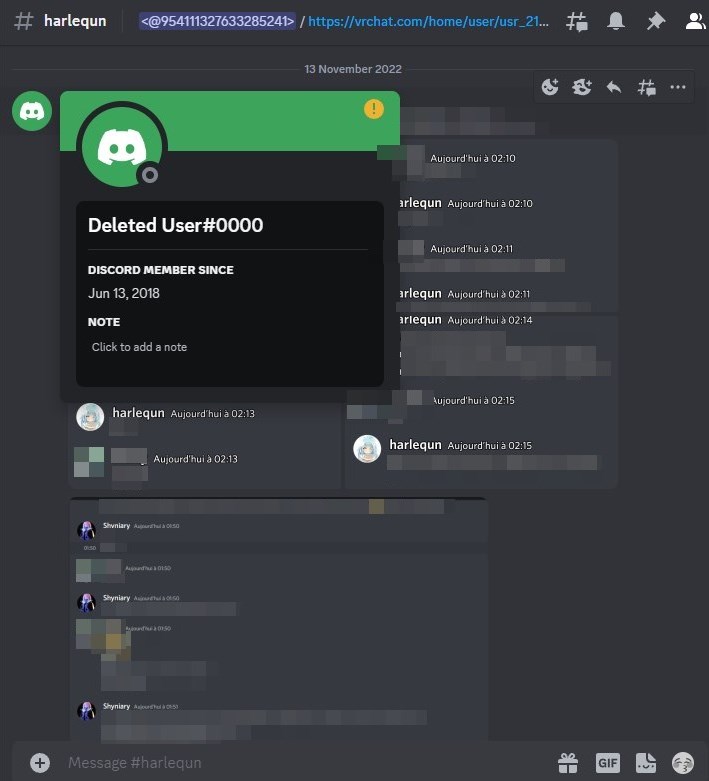 harlequn
<@954111327633285241> / https://vrchat.com/home/user/usr_21...
13 November 2022
Deleted User#0000
DISCORD MEMBER SINCE
Jun 13, 2018
NOTE
Click to add a note
Aujourd'hui à 02:10
arlequn Aujourd'hui à 02:10
Aujourd'hui à 02:11
arlequn Aujourd'hui à 02:11
arlequn Aujourd'hui à 02:14
Aujourd'hui à 02:15
harlequn Aujourd'hui à 02:15
harlequn Aujourd'hui à 02:13
Aujourd'hui à 02:13
Shyniary Aujourd'hui à 01:50
01:50
Aujourd'hui à 01:50
Shyniary Aujourd'hui à 01:50
Aujourd'hui à 01:50
Shyniary Aujourd'hui à 01:51
Message #harlequn
GIF